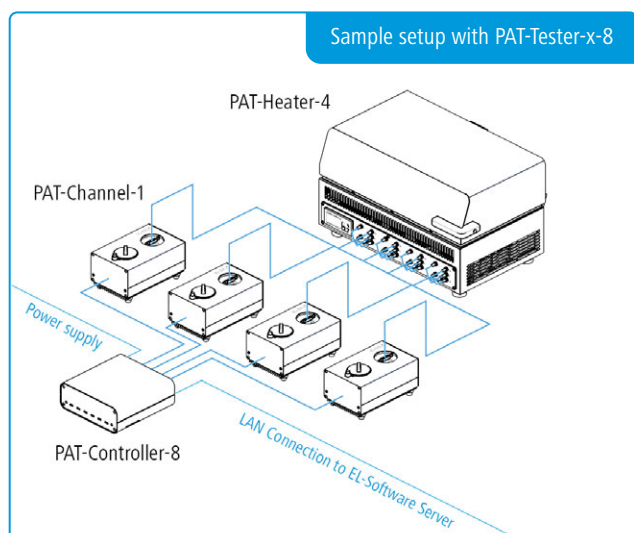 Sample setup with PAT-Tester-x-8
PAT-Heater-4
PAT-Channel-1
Power supply
PAT-Controller-8
LAN Connection to EL-Software Server